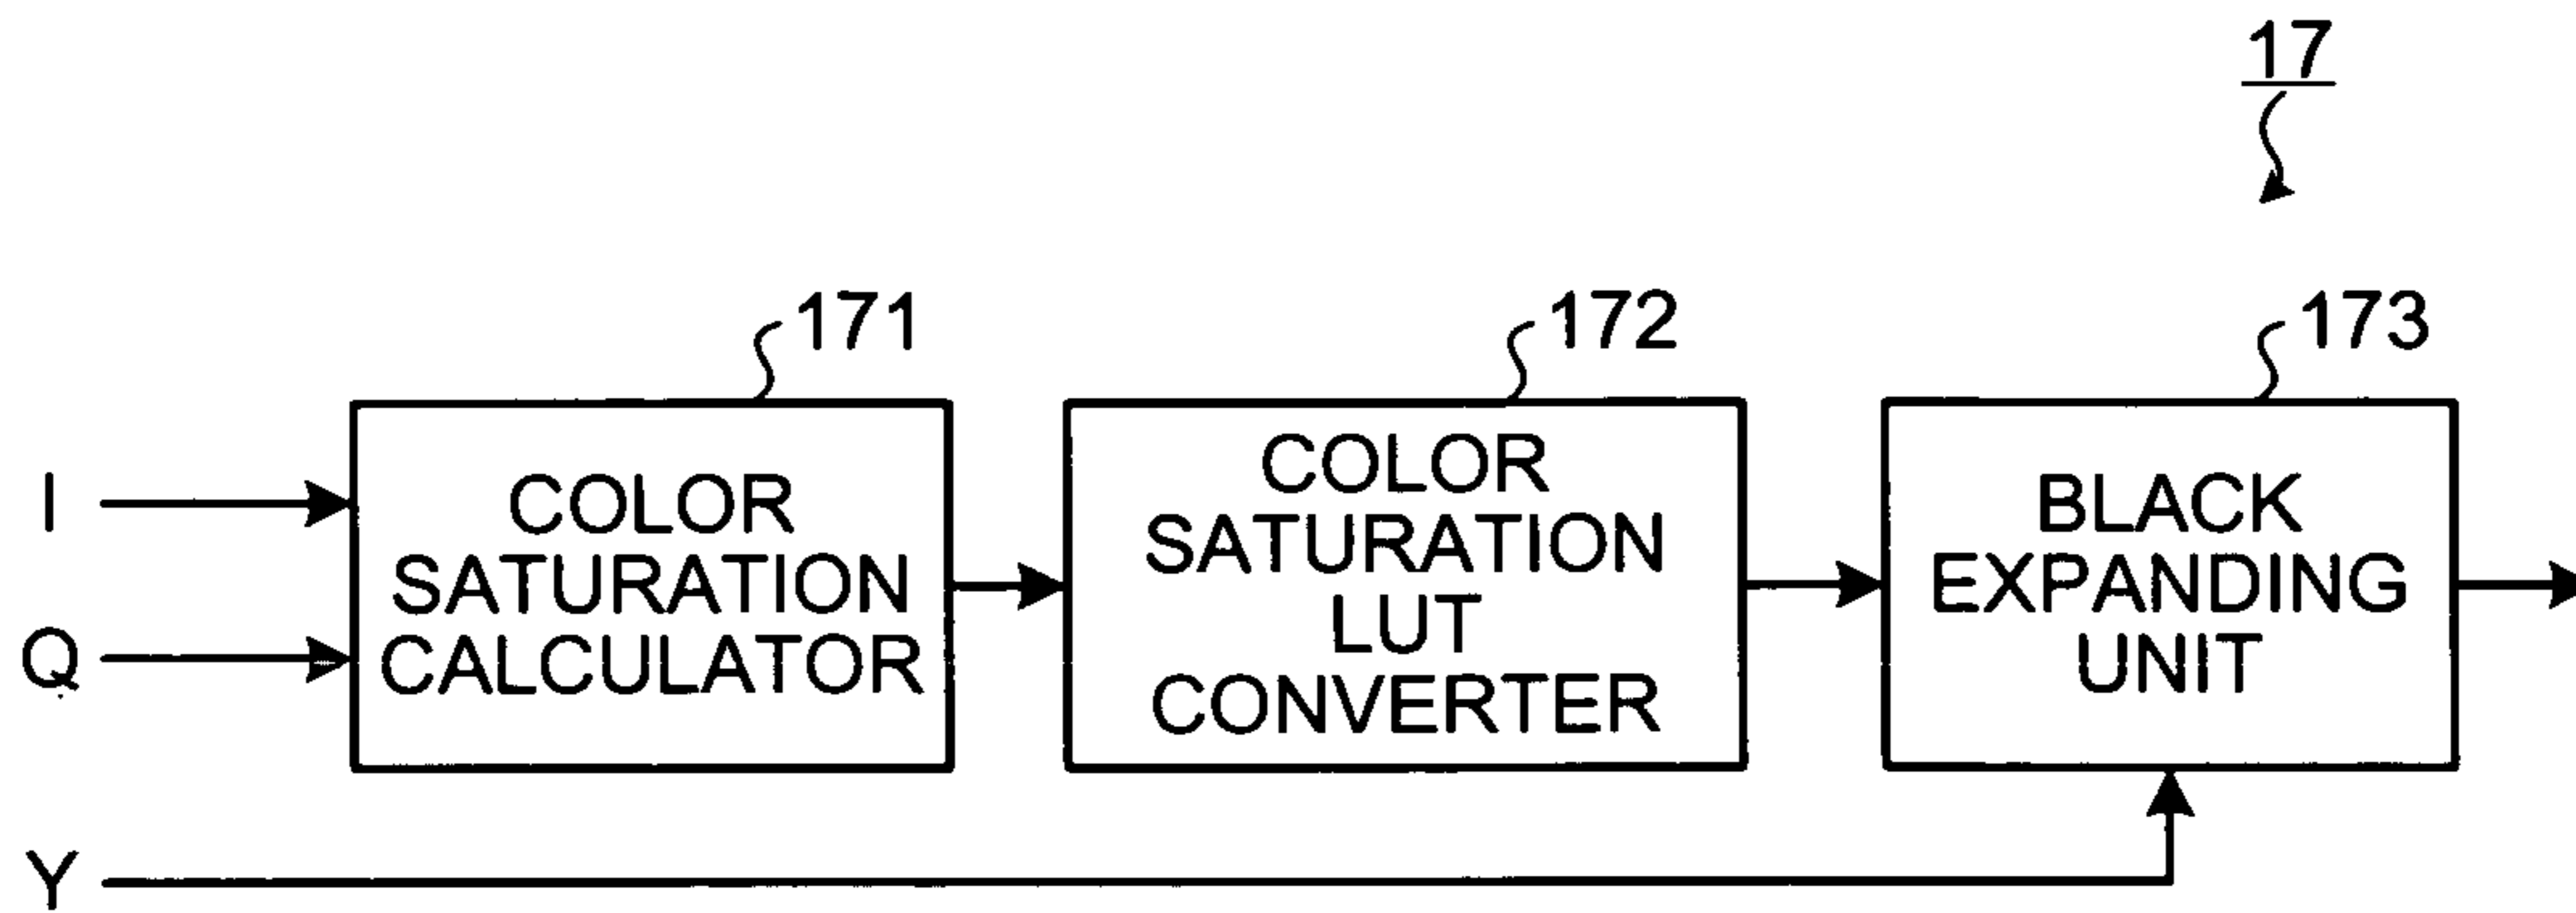 17
171
172
173
I
Q
Y
COLOR
SATURATION
CALCULATOR
COLOR
SATURATION
LUT
CONVERTER
BLACK
EXPANDING
UNIT